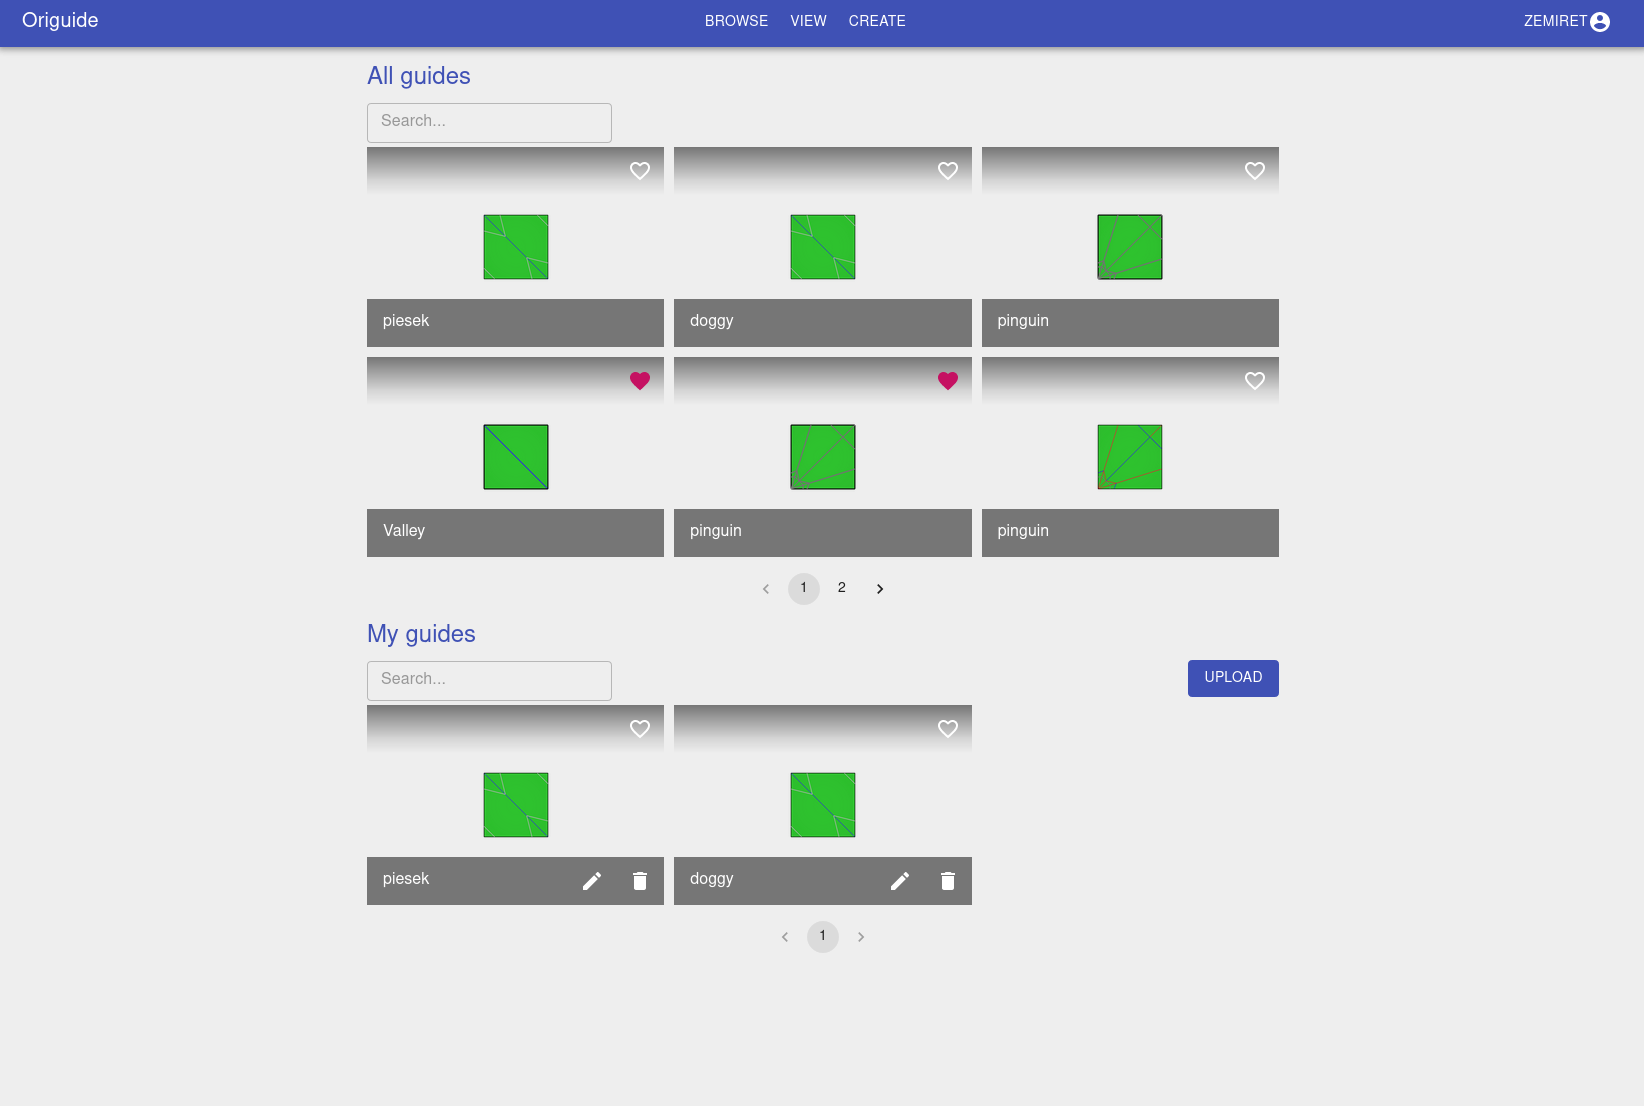 Origuide
BROWSE VIEW CREATE
ZEMIRET
All guides
Search...
piesek
doggy
pinguin
Valley
pinguin
pinguin
1 2
My guides
Search...
UPLOAD
piesek
doggy
1